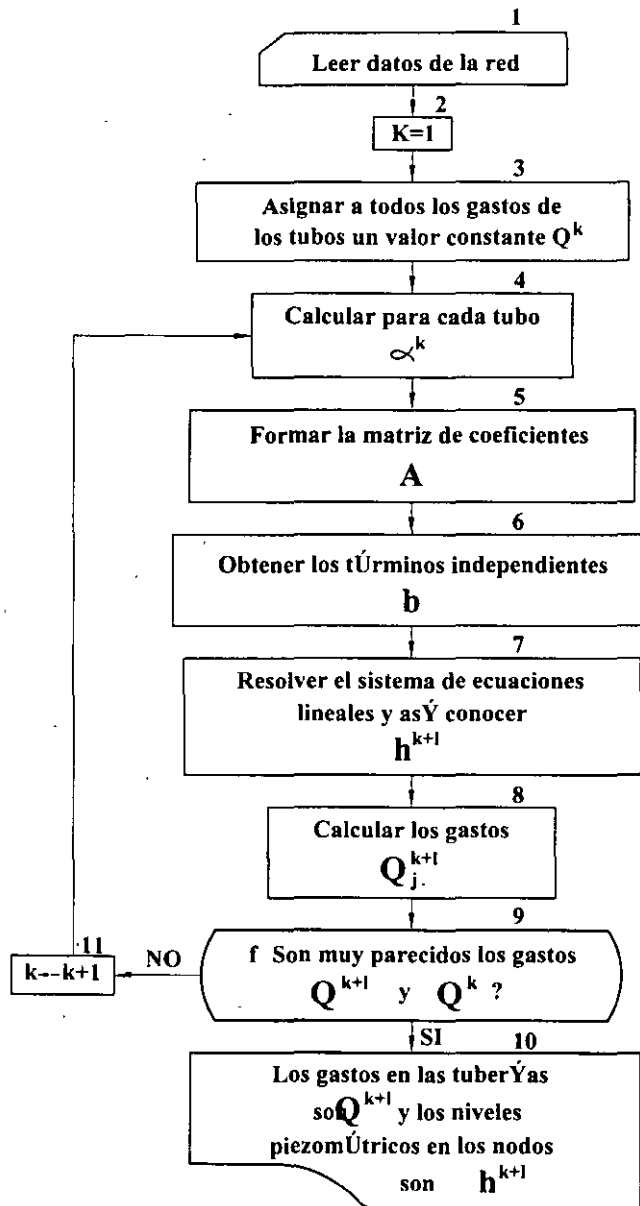 1
Leer datos de la red
2
K=1
3
Asignar a todos los gastos de
los tubos un valor constante Q^k
4
Calcular para cada tubo
∝^k
5
Formar la matriz de coeficientes
A
6
Obtener los tÚrminos independientes
b
7
Resolver el sistema de ecuaciones
lineales y asÝ conocer
h^k+1
8
Calcular los gastos
Q_j.^k+1
9
f Son muy parecidos los gastos
Q^k+1 y Q^k ?
NO
11
k--k+1
SI
10
Los gastos en las tuberÝas
son Q^k+1 y los niveles
piezomÚtricos en los nodos
son h^k+1